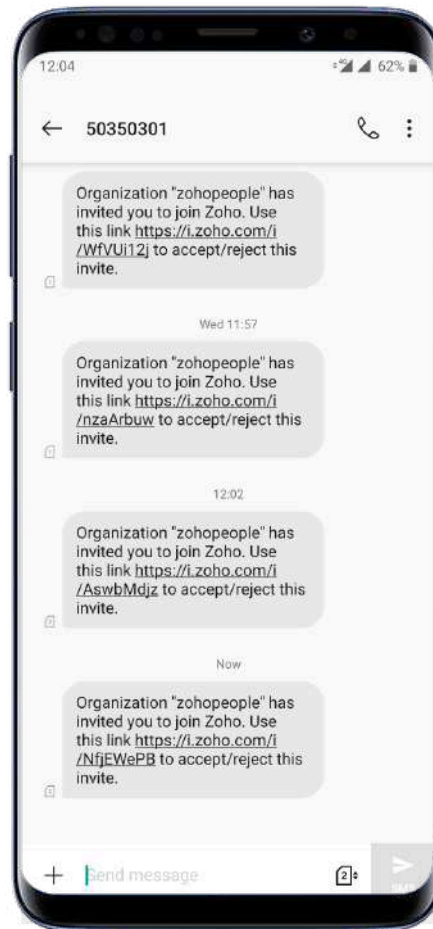 12:04
4G 62%
50350301
Organization "zohopeople" has
invited you to join Zoho. Use
this link https://i.zoho.com/i
/WfVUi12j to accept/reject this
invite.
Wed 11:57
Organization "zohopeople" has
invited you to join Zoho. Use
this link https://i.zoho.com/i
/nzaArbuw to accept/reject this
invite.
12:02
Organization "zohopeople" has
invited you to join Zoho. Use
this link https://i.zoho.com/i
/AswbMdjz to accept/reject this
invite.
Now
Organization "zohopeople" has
invited you to join Zoho. Use
this link https://i.zoho.com/i
/NfjEWePB to accept/reject this
invite.
Send message
2